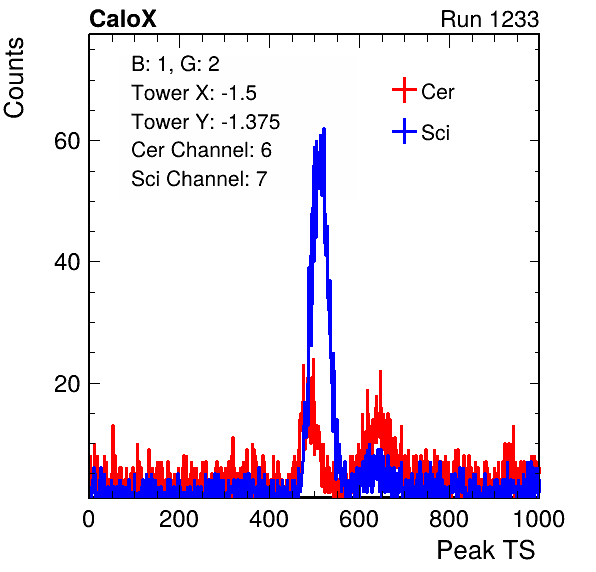 CaloX Run 1233
Counts
B: 1, G: 2
Tower X: -1.5
Tower Y: -1.375
Cer Channel: 6
Sci Channel: 7
Cer
Sci
60
40
20
0 200 400 600 800 1000
Peak TS